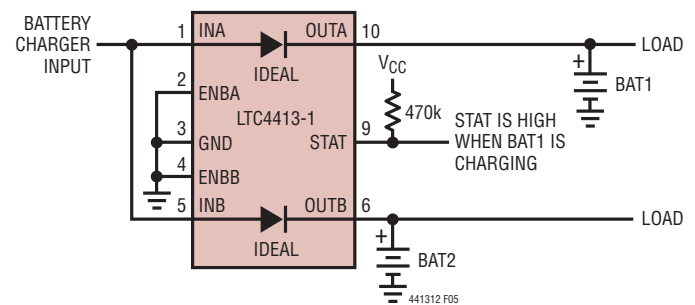 BATTERY
CHARGER
INPUT
1
INA
OUTA
10
LOAD
IDEAL
VCC
+
BAT1
2
ENBA
470k
LTC4413-1
STAT IS HIGH
WHEN BAT1 IS
CHARGING
3
GND
STAT
9
4
ENBB
5
INB
OUTB
6
LOAD
IDEAL
+
BAT2
441312 F05